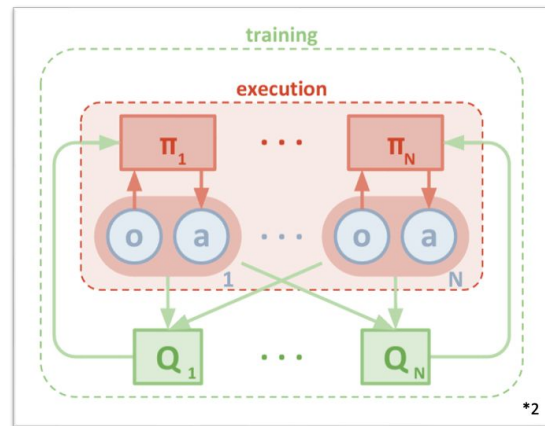 training
execution
π1 ... πN
o a 1 ... o a N
Q1 ... QN
*2